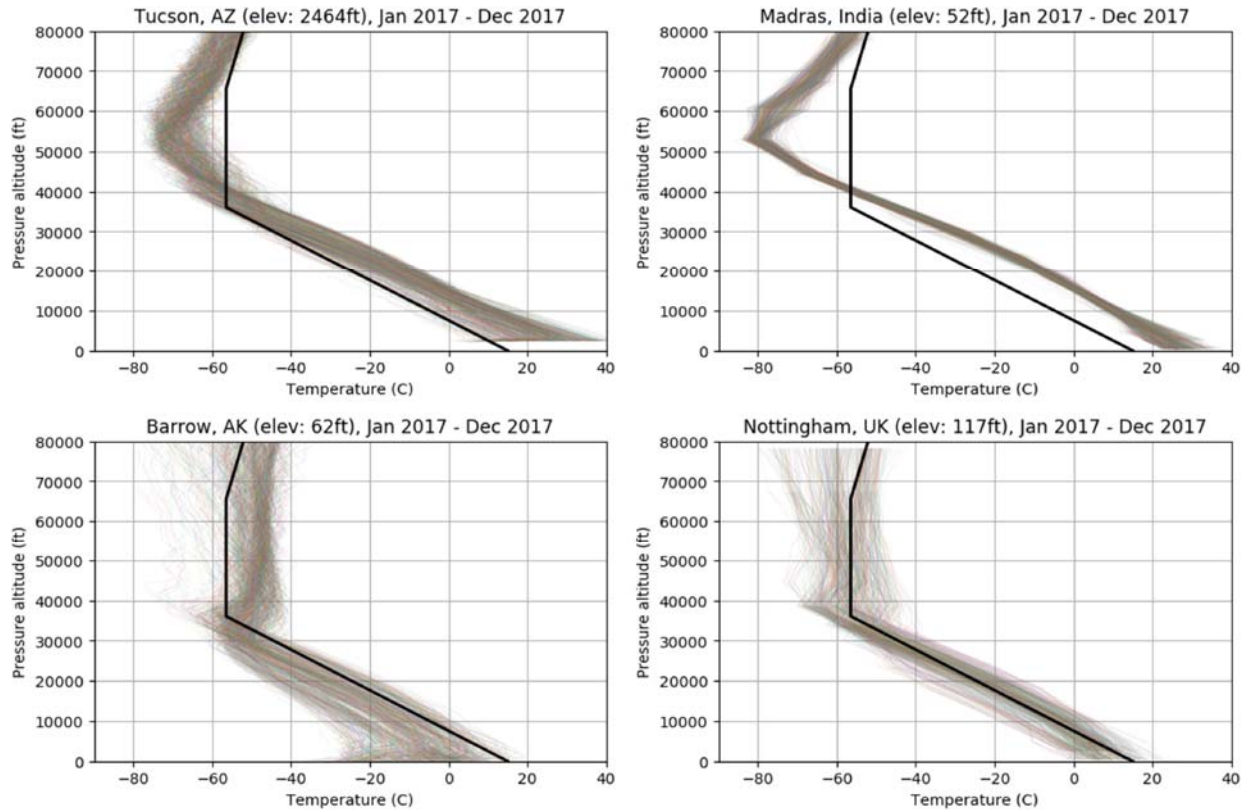 Tucson, AZ (elev: 2464ft), Jan 2017 - Dec 2017
80000
70000
60000
50000
40000
30000
20000
10000
0
Pressure altitude (ft)
−80 −60 −40 −20 0 20 40
Temperature (C)
Madras, India (elev: 52ft), Jan 2017 - Dec 2017
80000
70000
60000
50000
40000
30000
20000
10000
0
Pressure altitude (ft)
−80 −60 −40 −20 0 20 40
Temperature (C)
Barrow, AK (elev: 62ft), Jan 2017 - Dec 2017
80000
70000
60000
50000
40000
30000
20000
10000
0
Pressure altitude (ft)
−80 −60 −40 −20 0 20 40
Temperature (C)
Nottingham, UK (elev: 117ft), Jan 2017 - Dec 2017
80000
70000
60000
50000
40000
30000
20000
10000
0
Pressure altitude (ft)
−80 −60 −40 −20 0 20 40
Temperature (C)